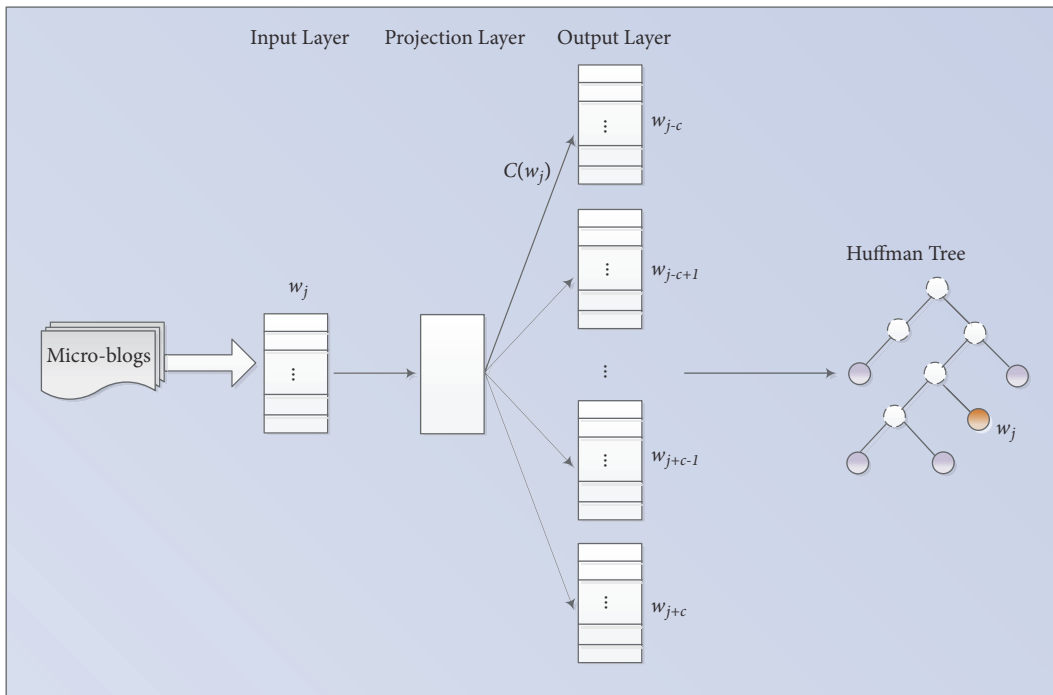 Input Layer
Projection Layer
Output Layer
w_{j-c}
C(w_j)
w_{j-c+1}
Huffman Tree
w_j
Micro-blogs
⋮
⋮
⋮
⋮
w_j
w_{j+c-1}
⋮
⋮
w_{j+c}